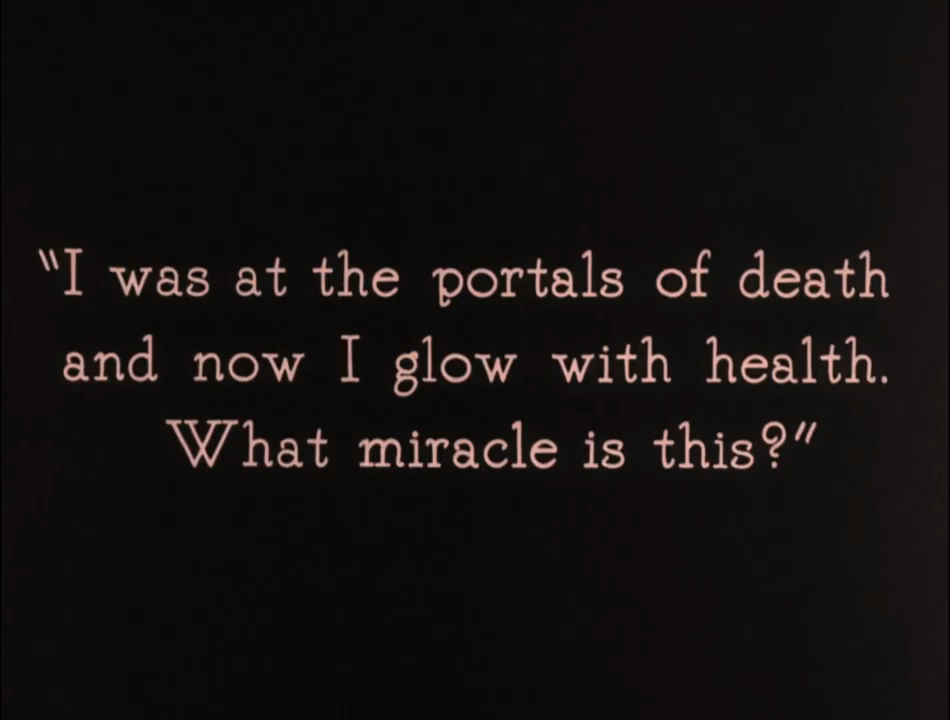 "I was at the portals of death
and now I glow with health.
What miracle is this?"